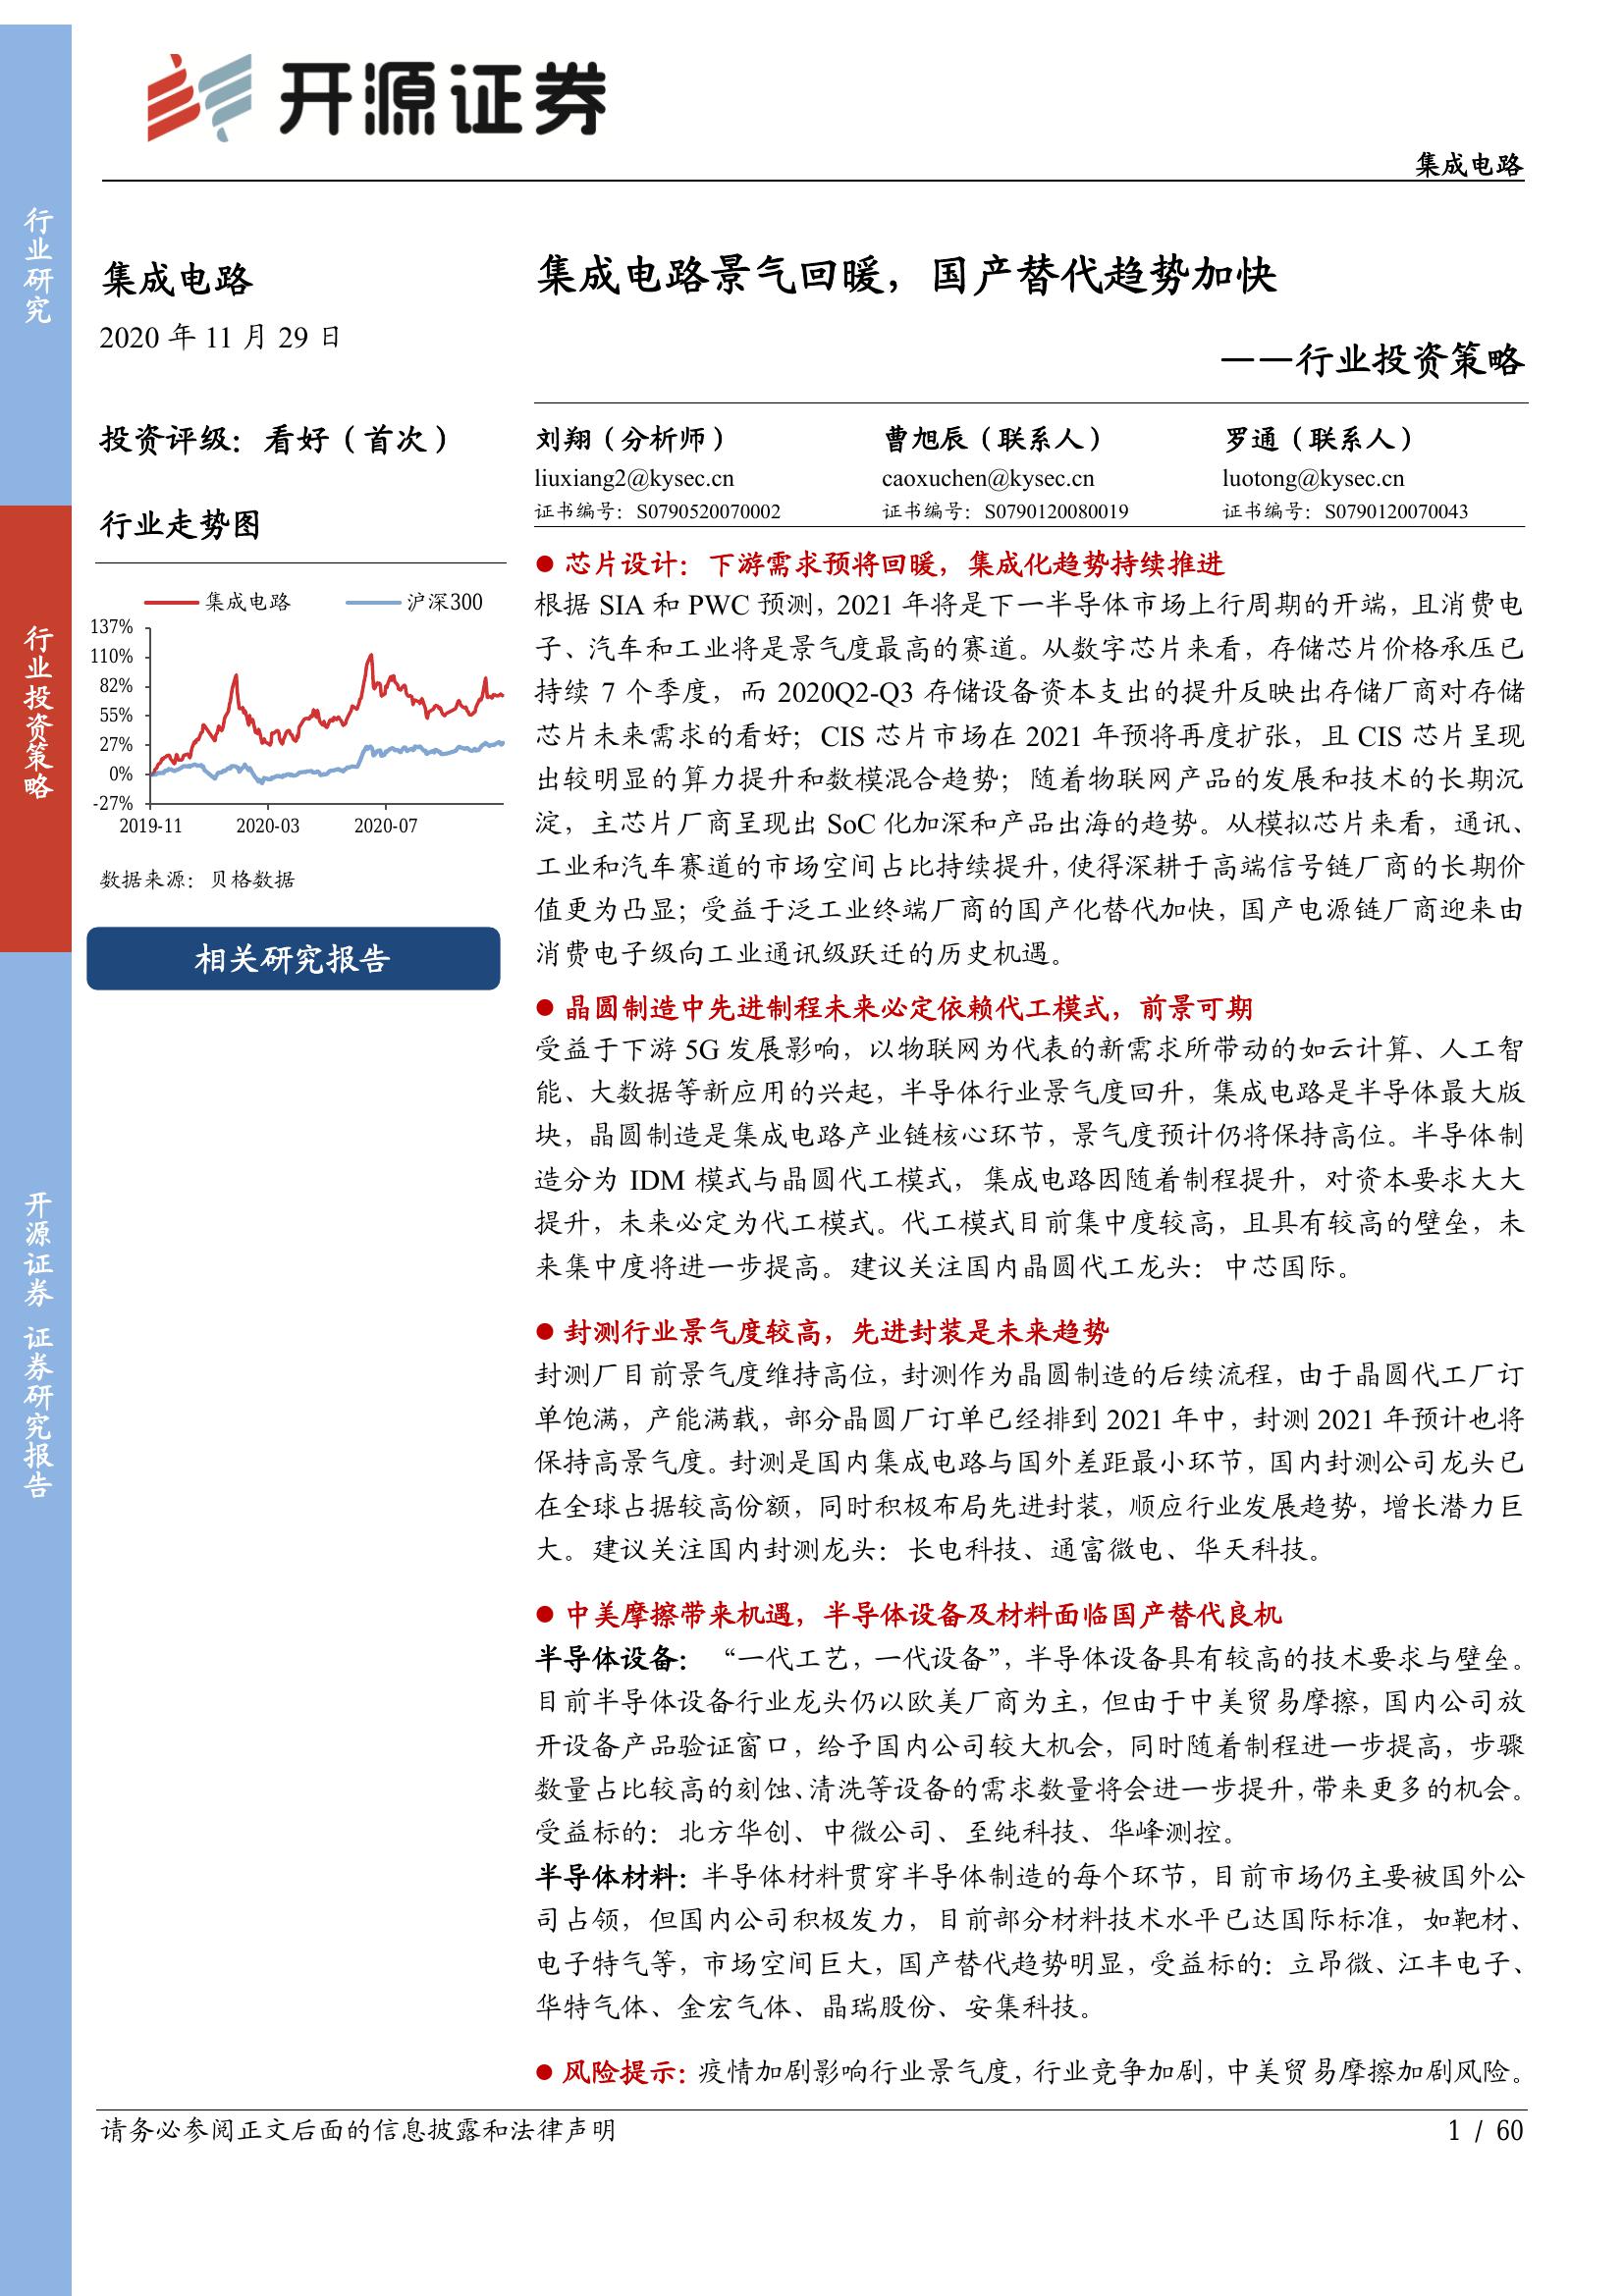 开源证券
集成电路
行业研究
行业投资策略
开源证券 证券研究报告
集成电路
2020 年 11 月 29 日
投资评级：看好（首次）
行业走势图
集成电路 沪深300
137%
110%
82%
55%
27%
0%
-27%
2019-11 2020-03 2020-07
数据来源：贝格数据
相关研究报告
集成电路景气回暖，国产替代趋势加快
——行业投资策略
刘翔（分析师） 曹旭辰（联系人） 罗通（联系人）
liuxiang2@kysec.cn caoxuchen@kysec.cn luotong@kysec.cn
证书编号：S0790520070002 证书编号：S0790120080019 证书编号：S0790120070043
● 芯片设计：下游需求预将回暖，集成化趋势持续推进
根据 SIA 和 PWC 预测，2021 年将是下一半导体市场上行周期的开端，且消费电
子、汽车和工业将是景气度最高的赛道。从数字芯片来看，存储芯片价格承压已
持续 7 个季度，而 2020Q2-Q3 存储设备资本支出的提升反映出存储厂商对存储
芯片未来需求的看好；CIS 芯片市场在 2021 年预将再度扩张，且 CIS 芯片呈现
出较明显的算力提升和数模混合趋势；随着物联网产品的发展和技术的长期沉
淀，主芯片厂商呈现出 SoC 化加深和产品出海的趋势。从模拟芯片来看，通讯、
工业和汽车赛道的市场空间占比持续提升，使得深耕于高端信号链厂商的长期价
值更为凸显；受益于泛工业终端厂商的国产化替代加快，国产电源链厂商迎来由
消费电子级向工业通讯级跃迁的历史机遇。
● 晶圆制造中先进制程未来必定依赖代工模式，前景可期
受益于下游 5G 发展影响，以物联网为代表的新需求所带动的如云计算、人工智
能、大数据等新应用的兴起，半导体行业景气度回升，集成电路是半导体最大版
块，晶圆制造是集成电路产业链核心环节，景气度预计仍将保持高位。半导体制
造分为 IDM 模式与晶圆代工模式，集成电路因随着制程提升，对资本要求大大
提升，未来必定为代工模式。代工模式目前集中度较高，且具有较高的壁垒，未
来集中度将进一步提高。建议关注国内晶圆代工龙头：中芯国际。
● 封测行业景气度较高，先进封装是未来趋势
封测厂目前景气度维持高位，封测作为晶圆制造的后续流程，由于晶圆代工厂订
单饱满，产能满载，部分晶圆厂订单已经排到 2021 年中，封测 2021 年预计也将
保持高景气度。封测是国内集成电路与国外差距最小环节，国内封测公司龙头已
在全球占据较高份额，同时积极布局先进封装，顺应行业发展趋势，增长潜力巨
大。建议关注国内封测龙头：长电科技、通富微电、华天科技。
● 中美摩擦带来机遇，半导体设备及材料面临国产替代良机
半导体设备： “一代工艺，一代设备”，半导体设备具有较高的技术要求与壁垒。
目前半导体设备行业龙头仍以欧美厂商为主，但由于中美贸易摩擦，国内公司放
开设备产品验证窗口，给予国内公司较大机会，同时随着制程进一步提高，步骤
数量占比较高的刻蚀、清洗等设备的需求数量将会进一步提升，带来更多的机会。
受益标的：北方华创、中微公司、至纯科技、华峰测控。
半导体材料：半导体材料贯穿半导体制造的每个环节，目前市场仍主要被国外公
司占领，但国内公司积极发力，目前部分材料技术水平已达国际标准，如靶材、
电子特气等，市场空间巨大，国产替代趋势明显，受益标的：立昂微、江丰电子、
华特气体、金宏气体、晶瑞股份、安集科技。
● 风险提示：疫情加剧影响行业景气度，行业竞争加剧，中美贸易摩擦加剧风险。
请务必参阅正文后面的信息披露和法律声明 1 / 60